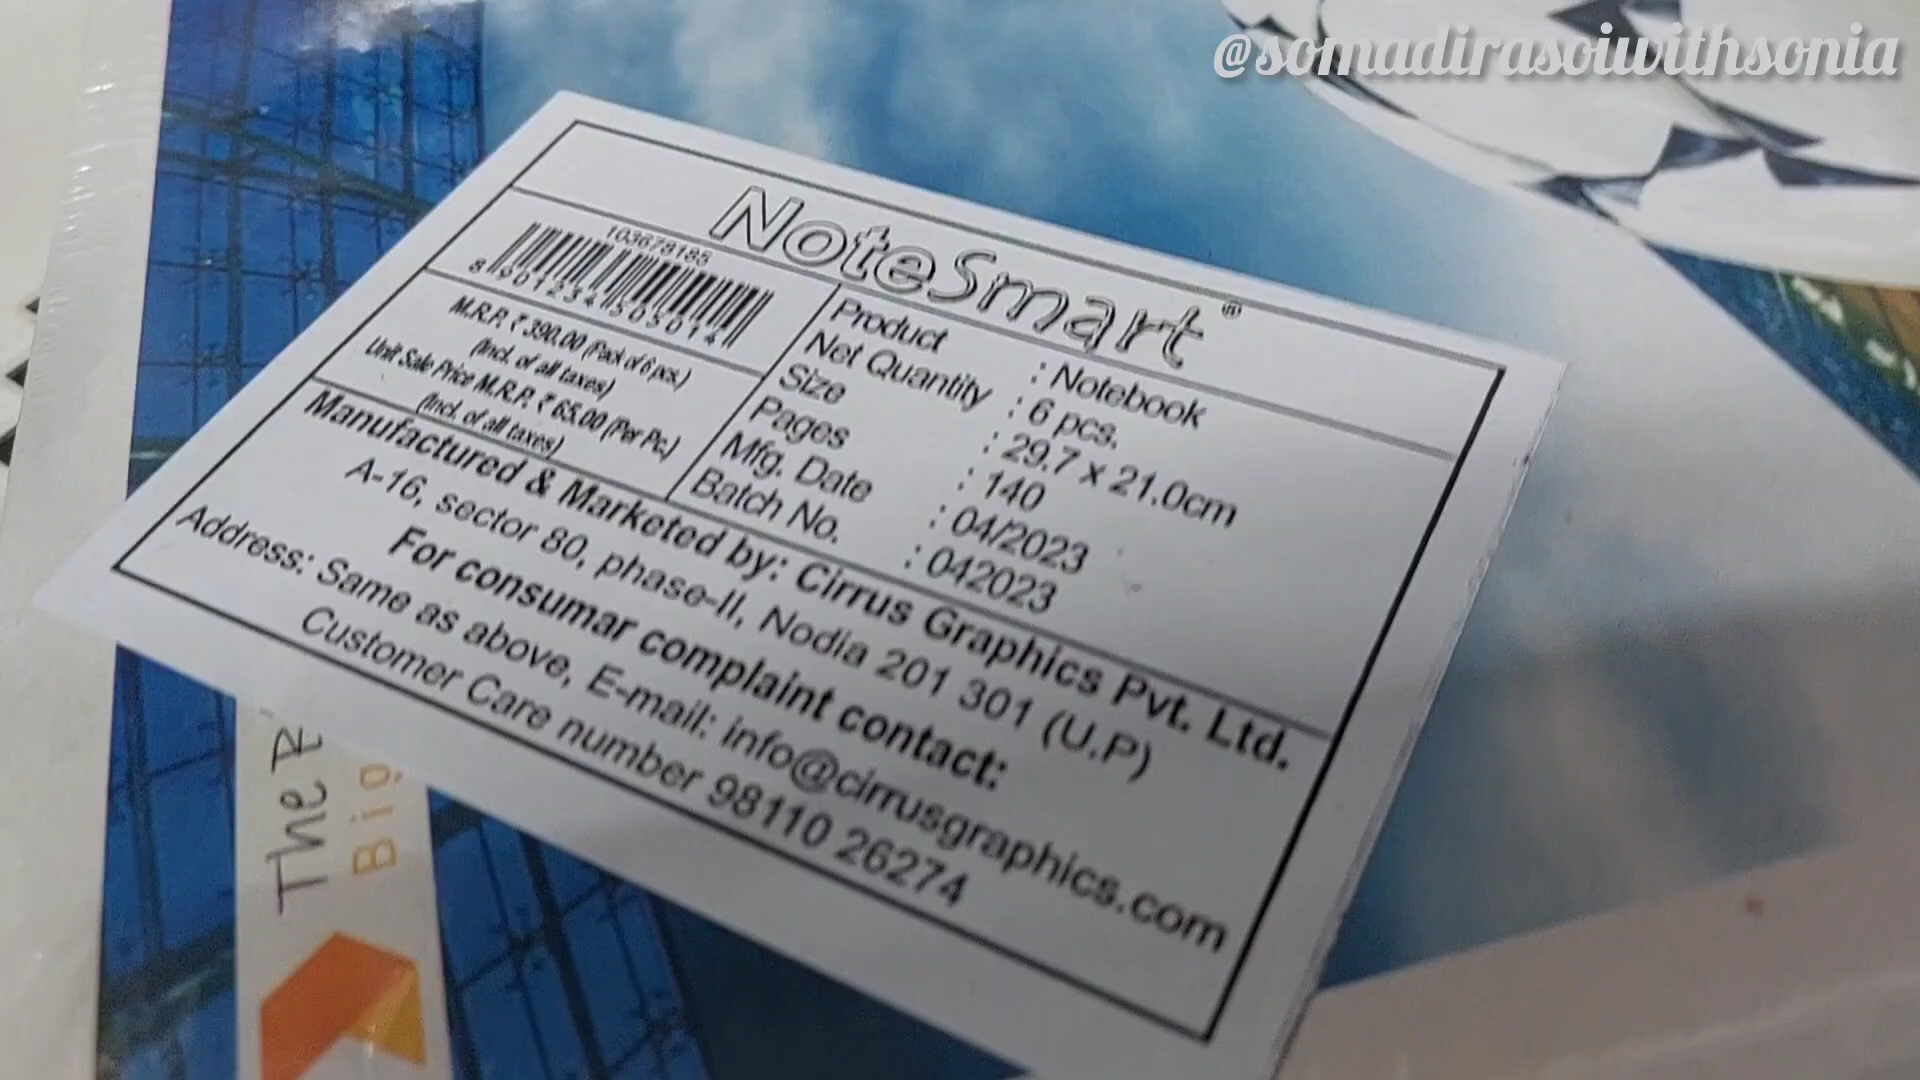 @somadirasoiwithsonia
NoteSmart®
103678185
8 901234 505014
M.R.P. ₹ 390.00 (Pack of 6 pcs.)
(Incl. of all taxes)
Unit Sale Price M.R.P. ₹ 65.00 (Per Pc.)
(Incl. of all taxes)
Product : Notebook
Net Quantity : 6 pcs.
Size : 29.7 x 21.0cm
Pages : 140
Mfg. Date : 04/2023
Batch No. : 042023
Manufactured & Marketed by: Cirrus Graphics Pvt. Ltd.
A-16, sector 80, phase-II, Nodia 201 301 (U.P)
For consumar complaint contact:
Address: Same as above, E-mail: info@cirrusgraphics.com
Customer Care number 98110 26274
The
Big